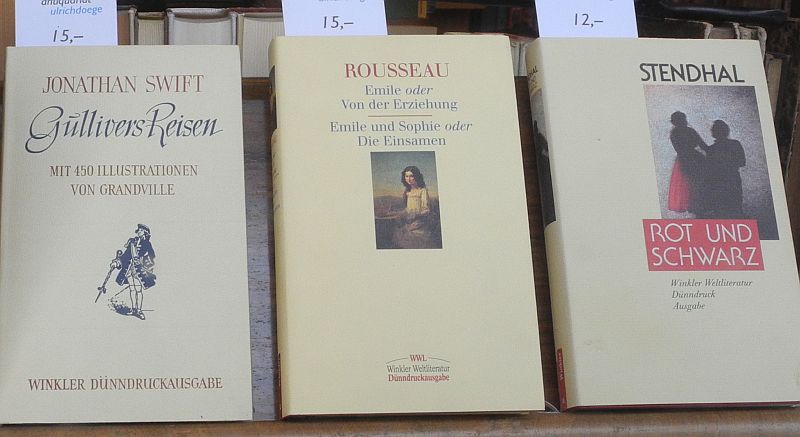 antiquariat
ulrichdoege
15,–
JONATHAN SWIFT
Gullivers Reisen
MIT 450 ILLUSTRATIONEN
VON GRANDVILLE
WINKLER DÜNNDRUCKAUSGABE
15,–
ROUSSEAU
Emile oder
Von der Erziehung
Emile und Sophie oder
Die Einsamen
WWL
Winkler Weltliteratur
Dünndruckausgabe
12,–
STENDHAL
ROT UND
SCHWARZ
Winkler Weltliteratur
Dünndruck
Ausgabe
Winkler